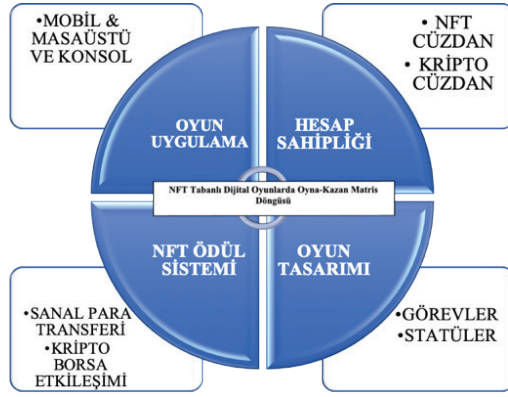 •MOBİL &
MASAÜSTÜ
VE KONSOL
• NFT
CÜZDAN
• KRİPTO
CÜZDAN
OYUN
UYGULAMA
HESAP
SAHİPLİĞİ
NFT Tabanlı Dijital Oyunlarda Oyna-Kazan Matris
Döngüsü
NFT ÖDÜL
SİSTEMİ
OYUN
TASARIMI
•SANAL PARA
TRANSFERİ
•KRİPTO
BORSA
ETKİLEŞİMİ
•GÖREVLER
•STATÜLER